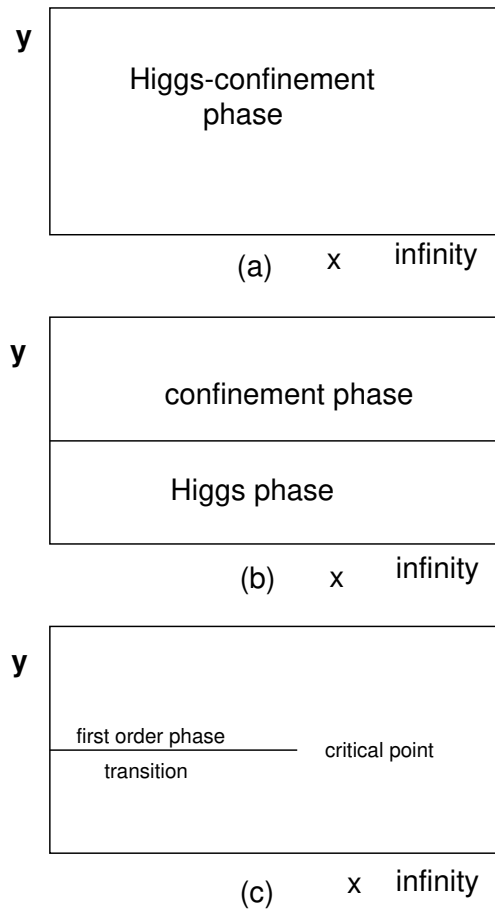 y
Higgs-confinement
phase
(a) x infinity
y
confinement phase
Higgs phase
(b) x infinity
y
first order phase
transition
critical point
(c) x infinity